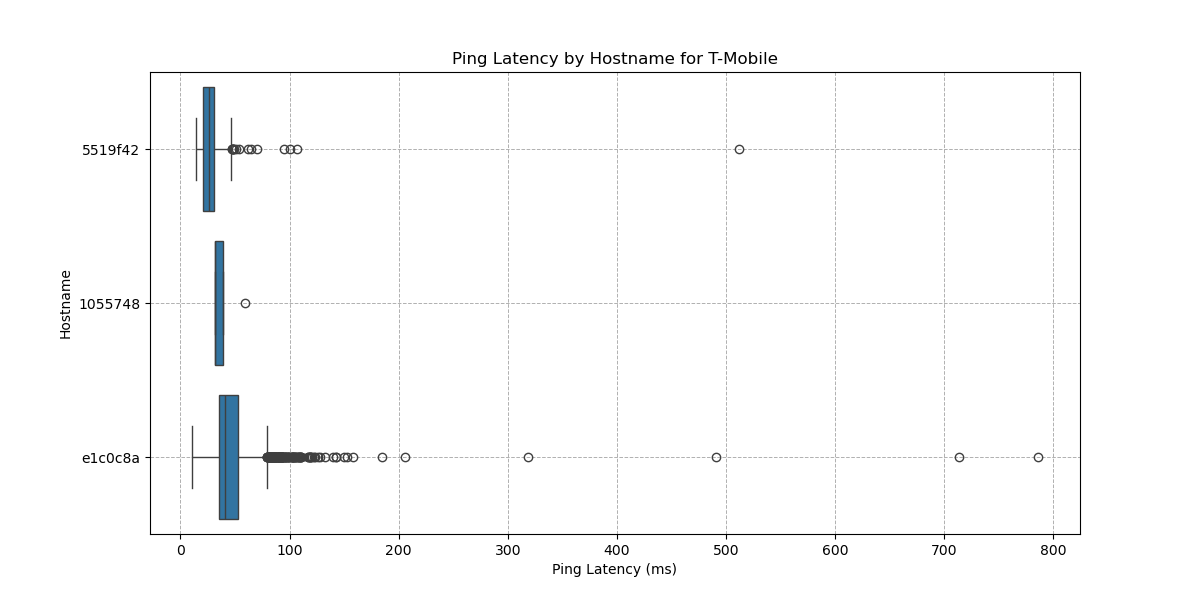 Ping Latency by Hostname for T-Mobile
5519f42
1055748
e1c0c8a
Hostname
0 100 200 300 400 500 600 700 800
Ping Latency (ms)